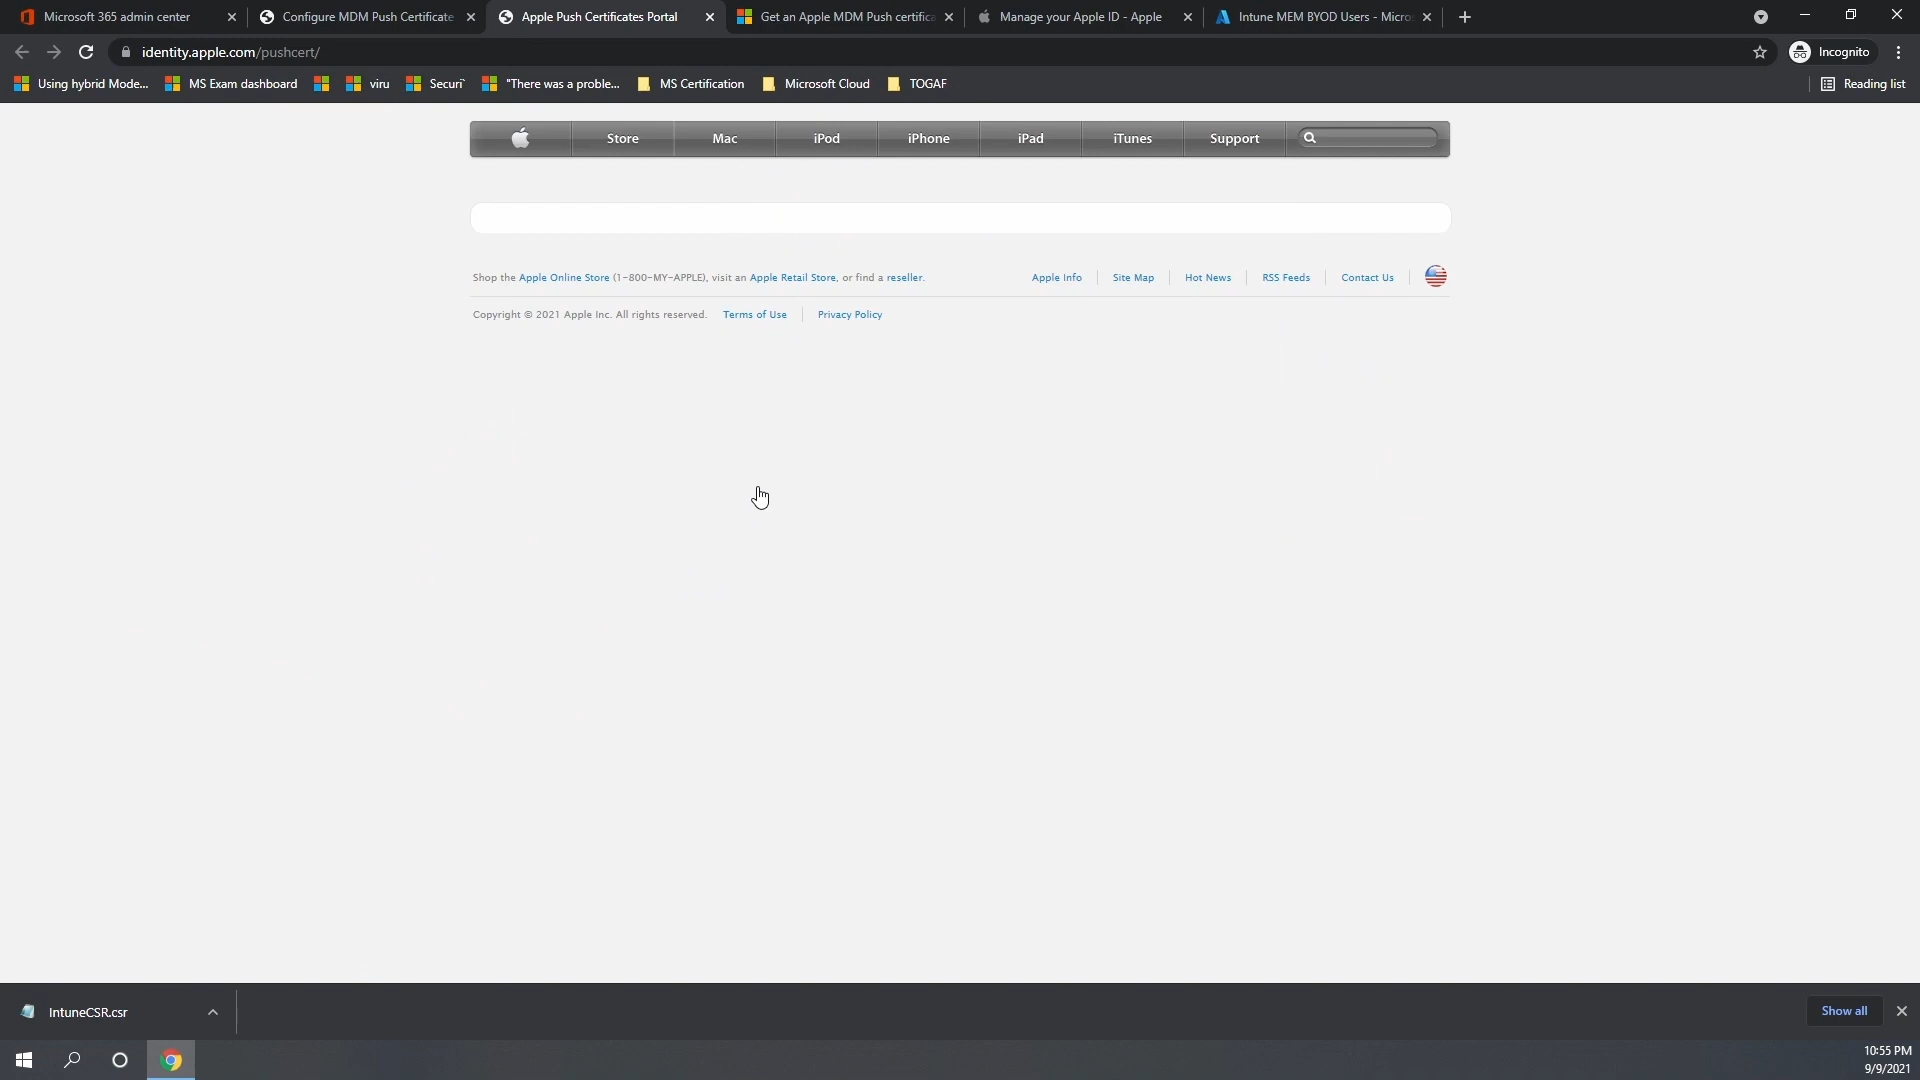 Microsoft 365 admin center
Configure MDM Push Certificate
Apple Push Certificates Portal
Get an Apple MDM Push certifica
Manage your Apple ID - Apple
Intune MEM BYOD Users - Micro
identity.apple.com/pushcert/
Incognito
Using hybrid Mode...
MS Exam dashboard
viru
Securi
"There was a proble...
MS Certification
Microsoft Cloud
TOGAF
Reading list
Store
Mac
iPod
iPhone
iPad
iTunes
Support
Shop the Apple Online Store (1-800-MY-APPLE), visit an Apple Retail Store, or find a reseller.
Apple Info
Site Map
Hot News
RSS Feeds
Contact Us
Copyright © 2021 Apple Inc. All rights reserved.
Terms of Use
Privacy Policy
IntuneCSR.csr
Show all
10:55 PM
9/9/2021